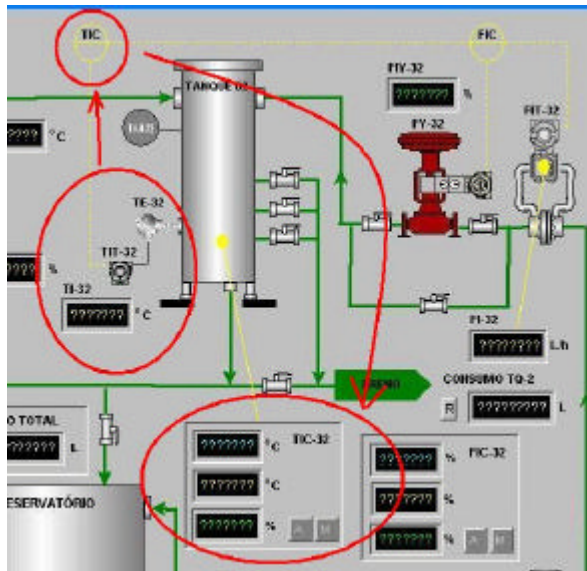 TIC
FIC
TANQUE 02
FIY-32
???????
%
FIT-32
FY-32
???? °C
TE-32
TIT-32
TI-32
??????? °C
???? %
FI-32
???????? L/h
DRENO
CONSUMO TQ-2
R
????????? L
O TOTAL
??????? L
ESERVATÓRIO
TIC-32
??????? °C
??????? °C
??????? %
A M
FIC-32
??????? %
??????? %
??????? %
A M